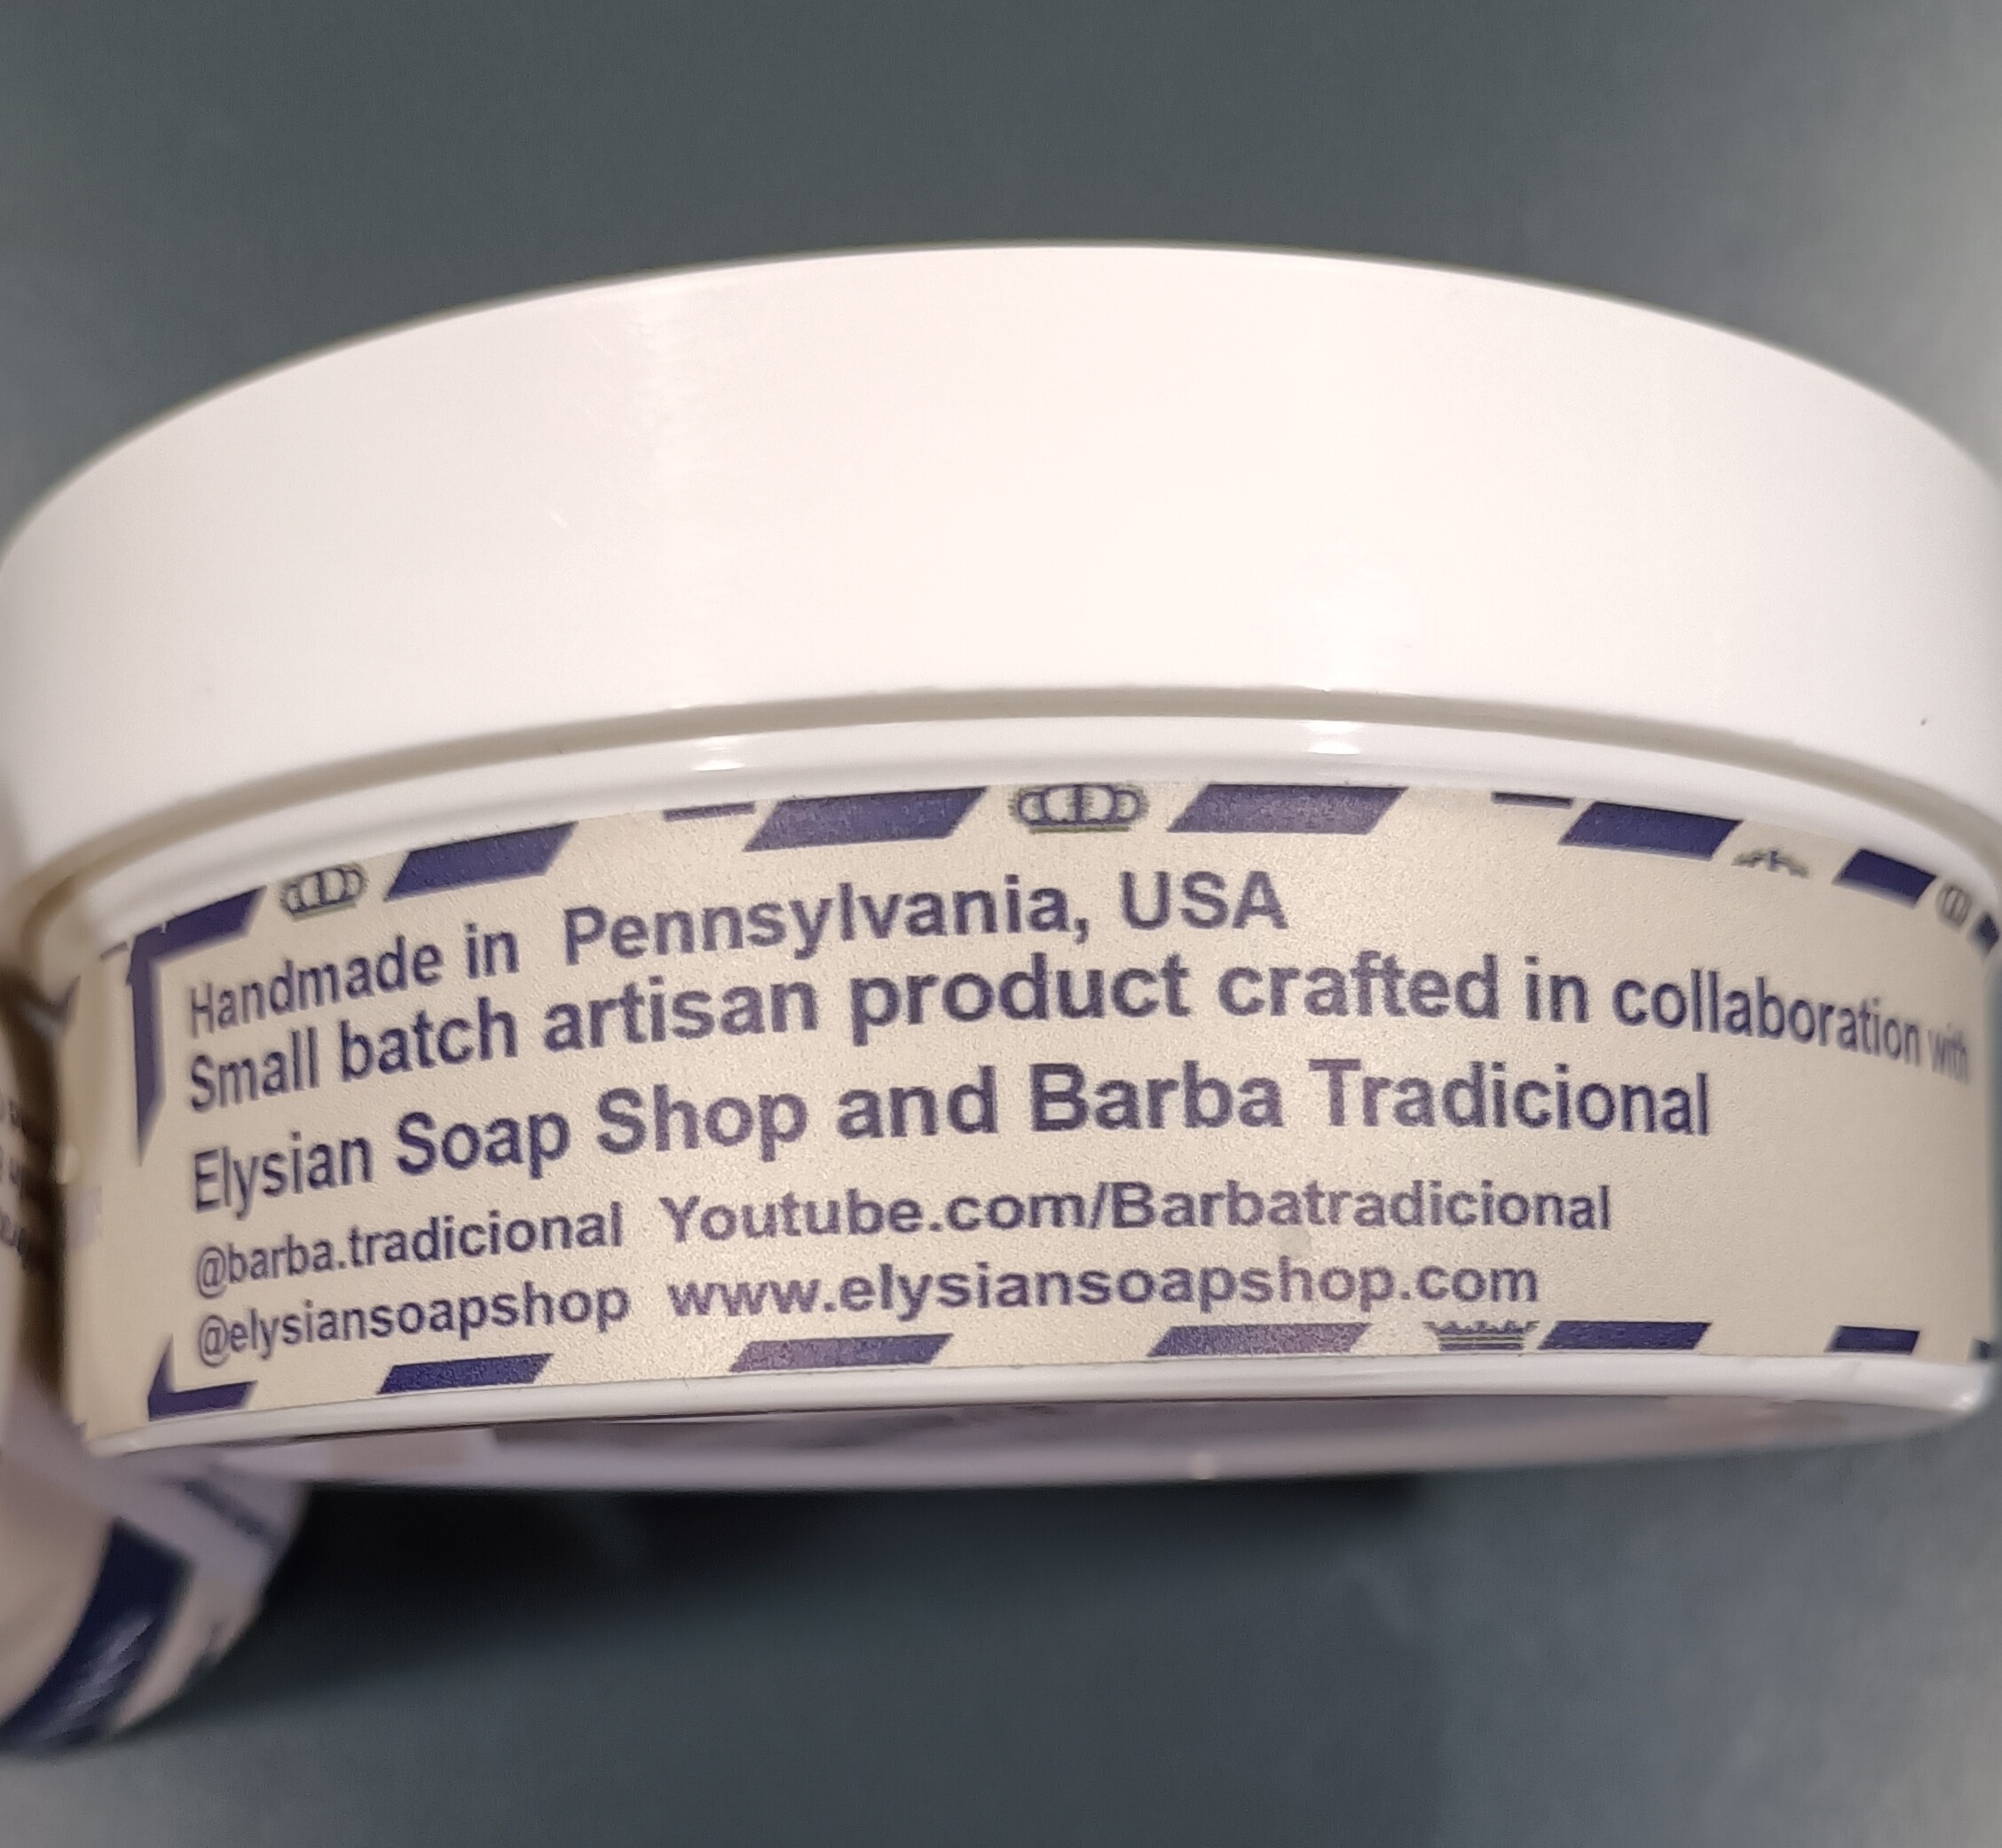 Handmade in Pennsylvania, USA
Small batch artisan product crafted in collaboration with
Elysian Soap Shop and Barba Tradicional
@barba.tradicional Youtube.com/Barbatradicional
@elysiansoapshop www.elysiansoapshop.com